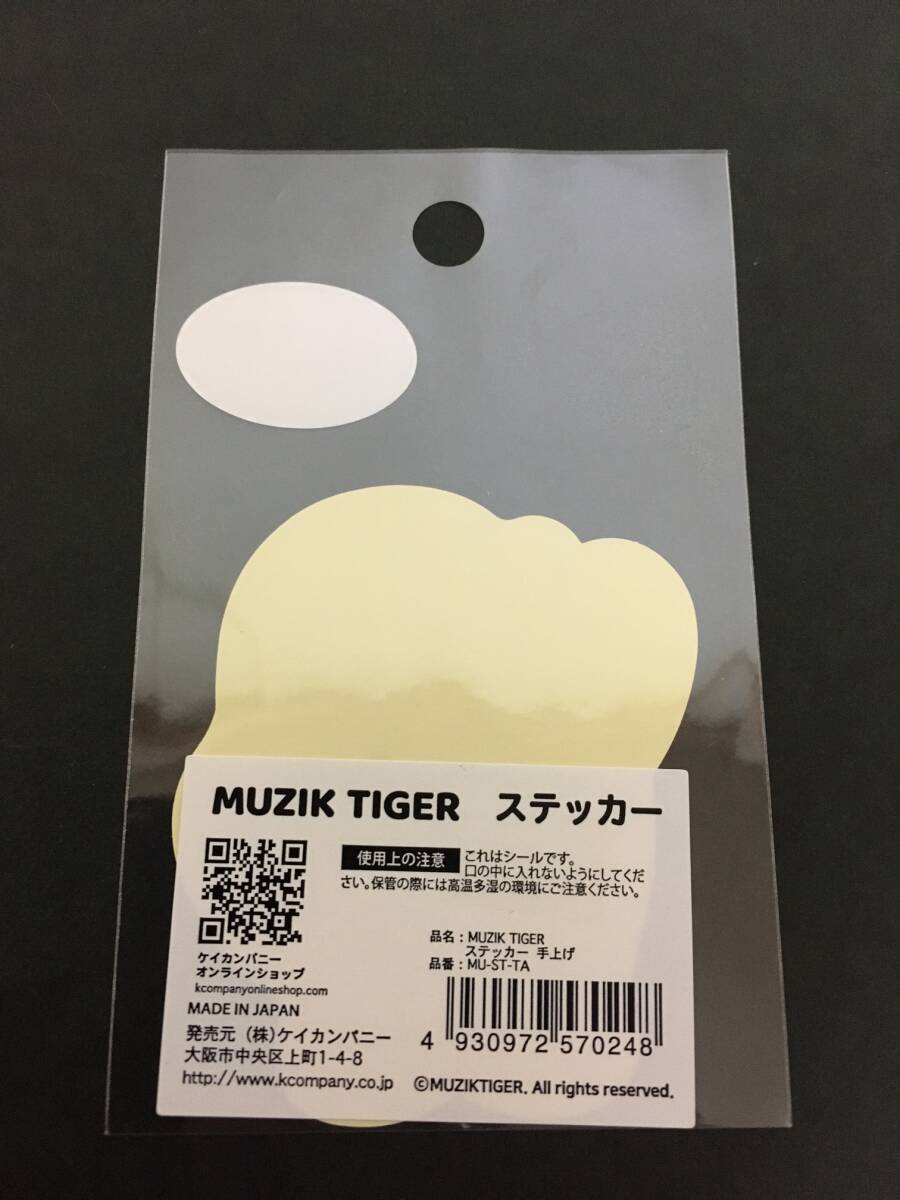 MUZIK TIGER ステッカー
使用上の注意 これはシールです。
口の中に入れないようにしてくだ
さい。保管の際には高温多湿の環境にご注意ください。
品名：MUZIK TIGER
ステッカー 手上げ
品番：MU-ST-TA
ケイカンパニー
オンラインショップ
kcompanyonlineshop.com
MADE IN JAPAN
発売元（株）ケイカンパニー
大阪市中央区上町1-4-8
http://www.kcompany.co.jp
4 930972 570248
©MUZIKTIGER. All rights reserved.